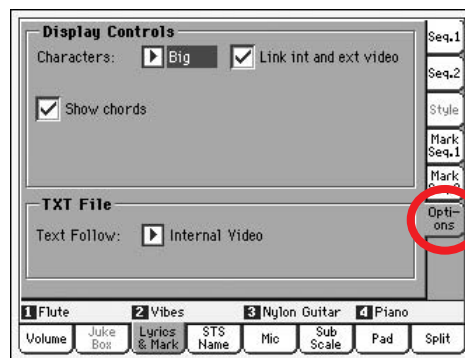 Display Controls
Characters: Big Link int and ext video
Show chords
TXT File
Text Follow: Internal Video
Seq.1
Seq.2
Style
Mark
Seq.1
Mark
Opti-
ons
1 Flute 2 Vibes 3 Nylon Guitar 4 Piano
Volume
Juke
Box
Lyrics
& Mark
STS
Name
Mic
Sub
Scale
Pad
Split